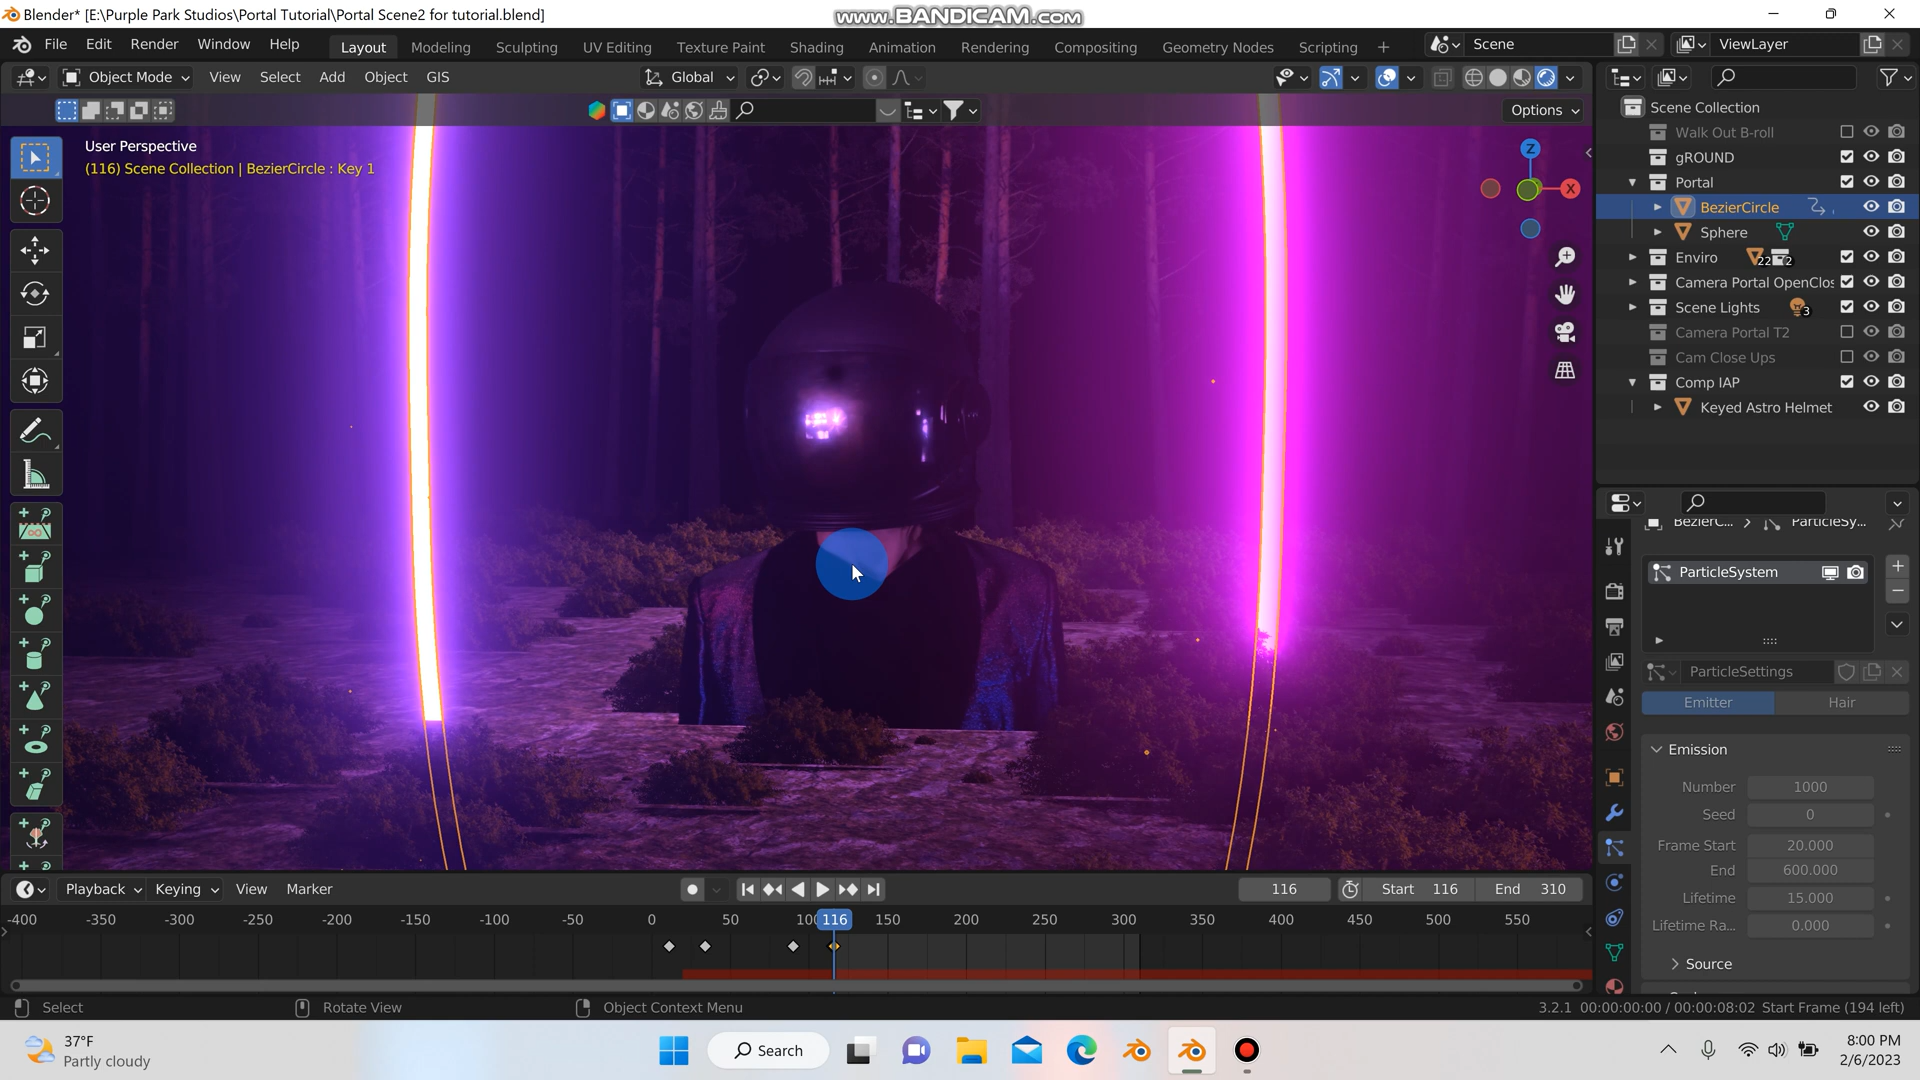 Blender* [E:\Purple Park Studios\Portal Tutorial\Portal Scene2 for tutorial.blend]
www.BANDICAM.com
File Edit Render Window Help Layout Modeling Sculpting UV Editing Texture Paint Shading Animation Rendering Compositing Geometry Nodes Scripting + Scene ViewLayer
Object Mode View Select Add Object GIS Global
Options
User Perspective
(116) Scene Collection | BezierCircle : Key 1
Z
X
Scene Collection
Walk Out B-roll
gROUND
Portal
BezierCircle
Sphere
Enviro 22 2
Camera Portal OpenClos
Scene Lights 3
Camera Portal T2
Cam Close Ups
Comp IAP
Keyed Astro Helmet
BezierC... > ParticleSy...
ParticleSystem
ParticleSettings
Emitter Hair
Emission
Number 1000
Seed 0
Frame Start 20.000
End 600.000
Lifetime 15.000
Lifetime Ra... 0.000
Source
Playback Keying View Marker 116 Start 116 End 310
-400 -350 -300 -250 -200 -150 -100 -50 0 50 100 116 150 200 250 300 350 400 450 500 550
Select Rotate View Object Context Menu 3.2.1 00:00:00:00 / 00:00:08:02 Start Frame (194 left)
37°F
Partly cloudy
Search
8:00 PM
2/6/2023